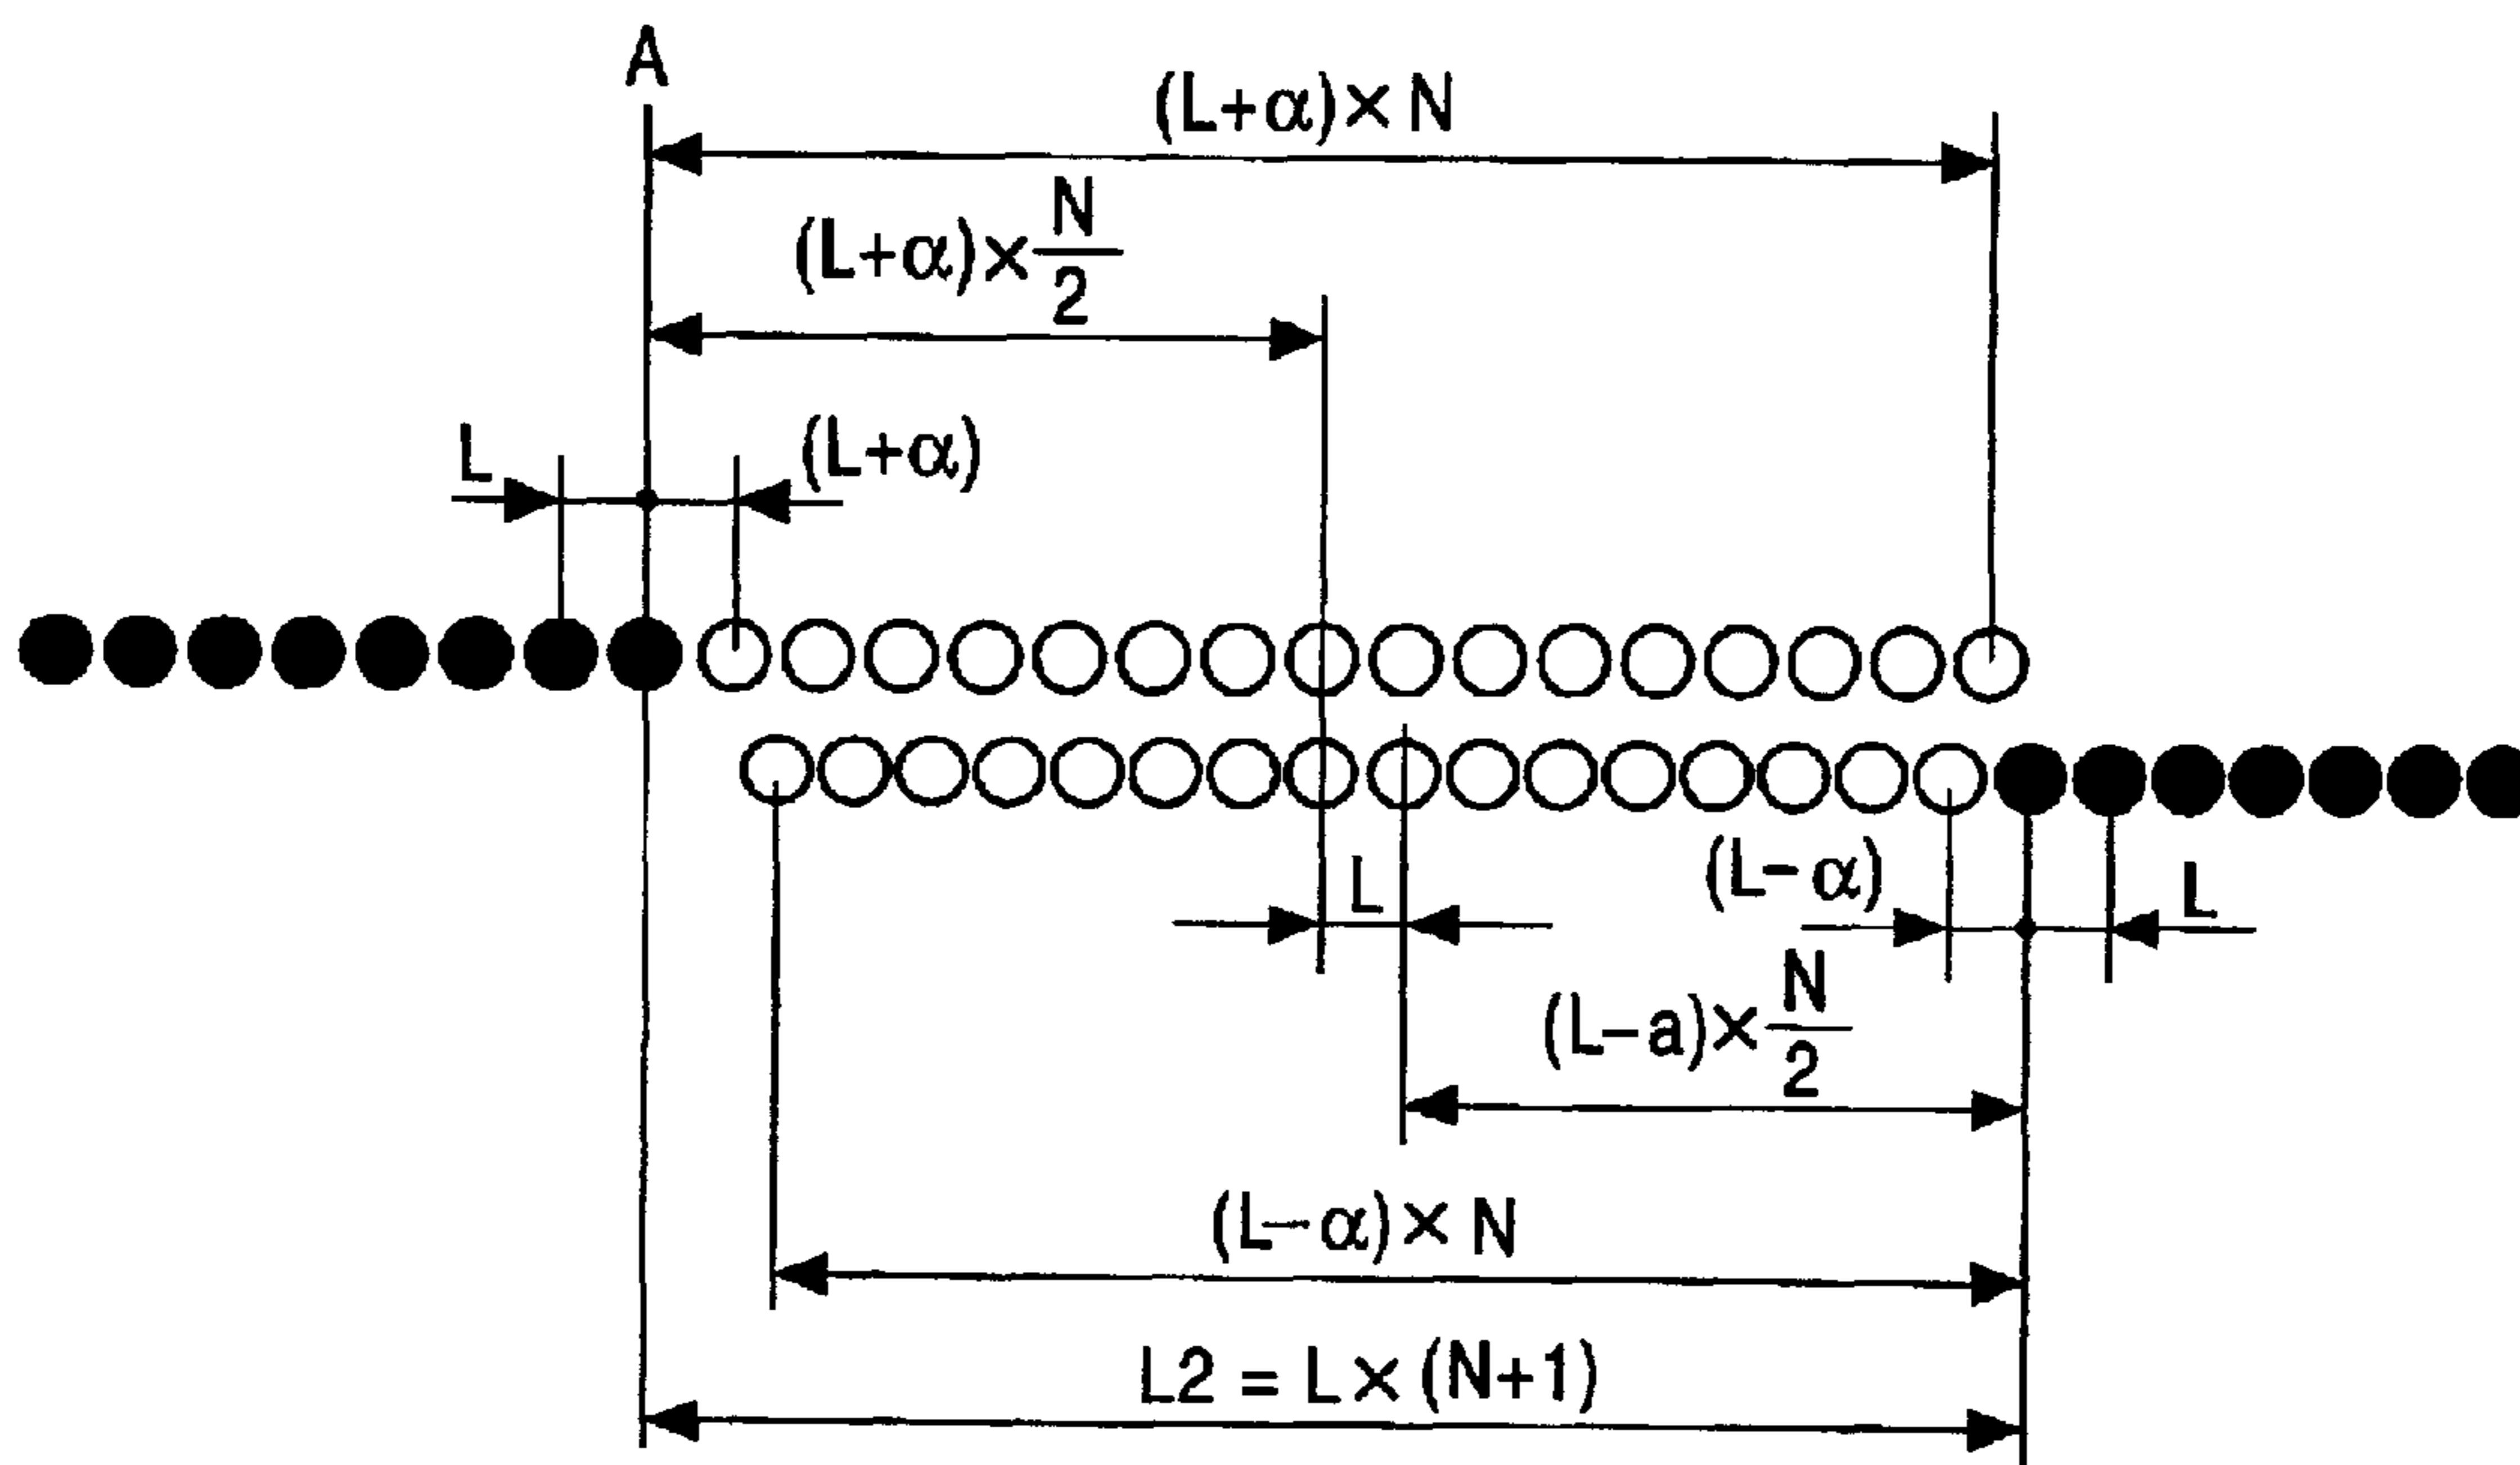 A
(L+α)×N
(L+α)×N/2
L
(L+α)
L
(L-α)
L
(L-a)×N/2
(L-α)×N
L2 = L×(N+1)